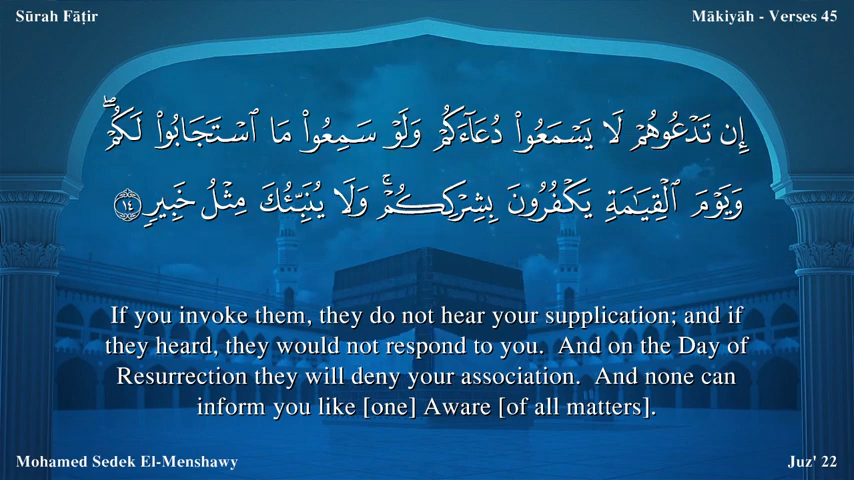 Sūrah Fāṭir
Mākiyāh - Verses 45
إِن تَدْعُوهُمْ لَا يَسْمَعُوا۟ دُعَآءَكُمْ وَلَوْ سَمِعُوا۟ مَا ٱسْتَجَابُوا۟ لَكُمْ ۖ
وَيَوْمَ ٱلْقِيَـٰمَةِ يَكْفُرُونَ بِشِرْكِكُمْ ۚ وَلَا يُنَبِّئُكَ مِثْلُ خَبِيرٍ ١٤
If you invoke them, they do not hear your supplication; and if
they heard, they would not respond to you. And on the Day of
Resurrection they will deny your association. And none can
inform you like [one] Aware [of all matters].
Mohamed Sedek El-Menshawy
Juz' 22